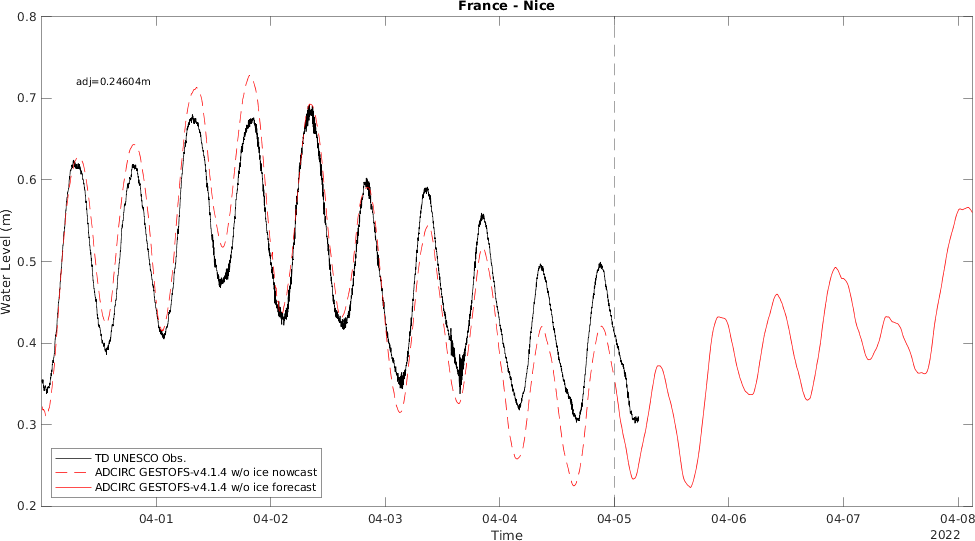 France - Nice
adj=0.24604m
Water Level (m)
0.8
0.7
0.6
0.5
0.4
0.3
0.2
TD UNESCO Obs.
ADCIRC GESTOFS-v4.1.4 w/o ice nowcast
ADCIRC GESTOFS-v4.1.4 w/o ice forecast
04-01 04-02 04-03 04-04 04-05 04-06 04-07 04-08
Time
2022